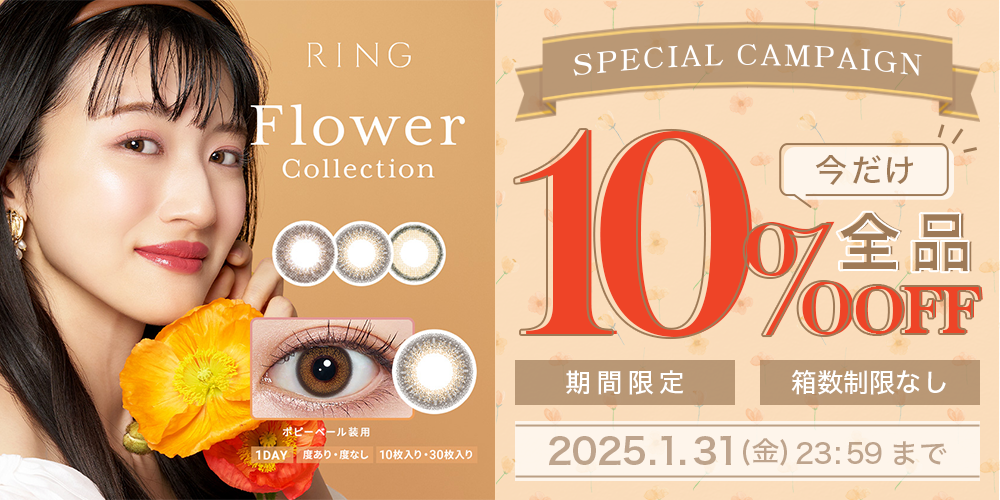 RING
Flower
Collection
ポピーベール装用
1DAY 度あり・度なし 10枚入り・30枚入り
SPECIAL CAMPAIGN
今だけ
全品
10%OFF
期間限定 箱数制限なし
2025.1.31(金)23:59まで